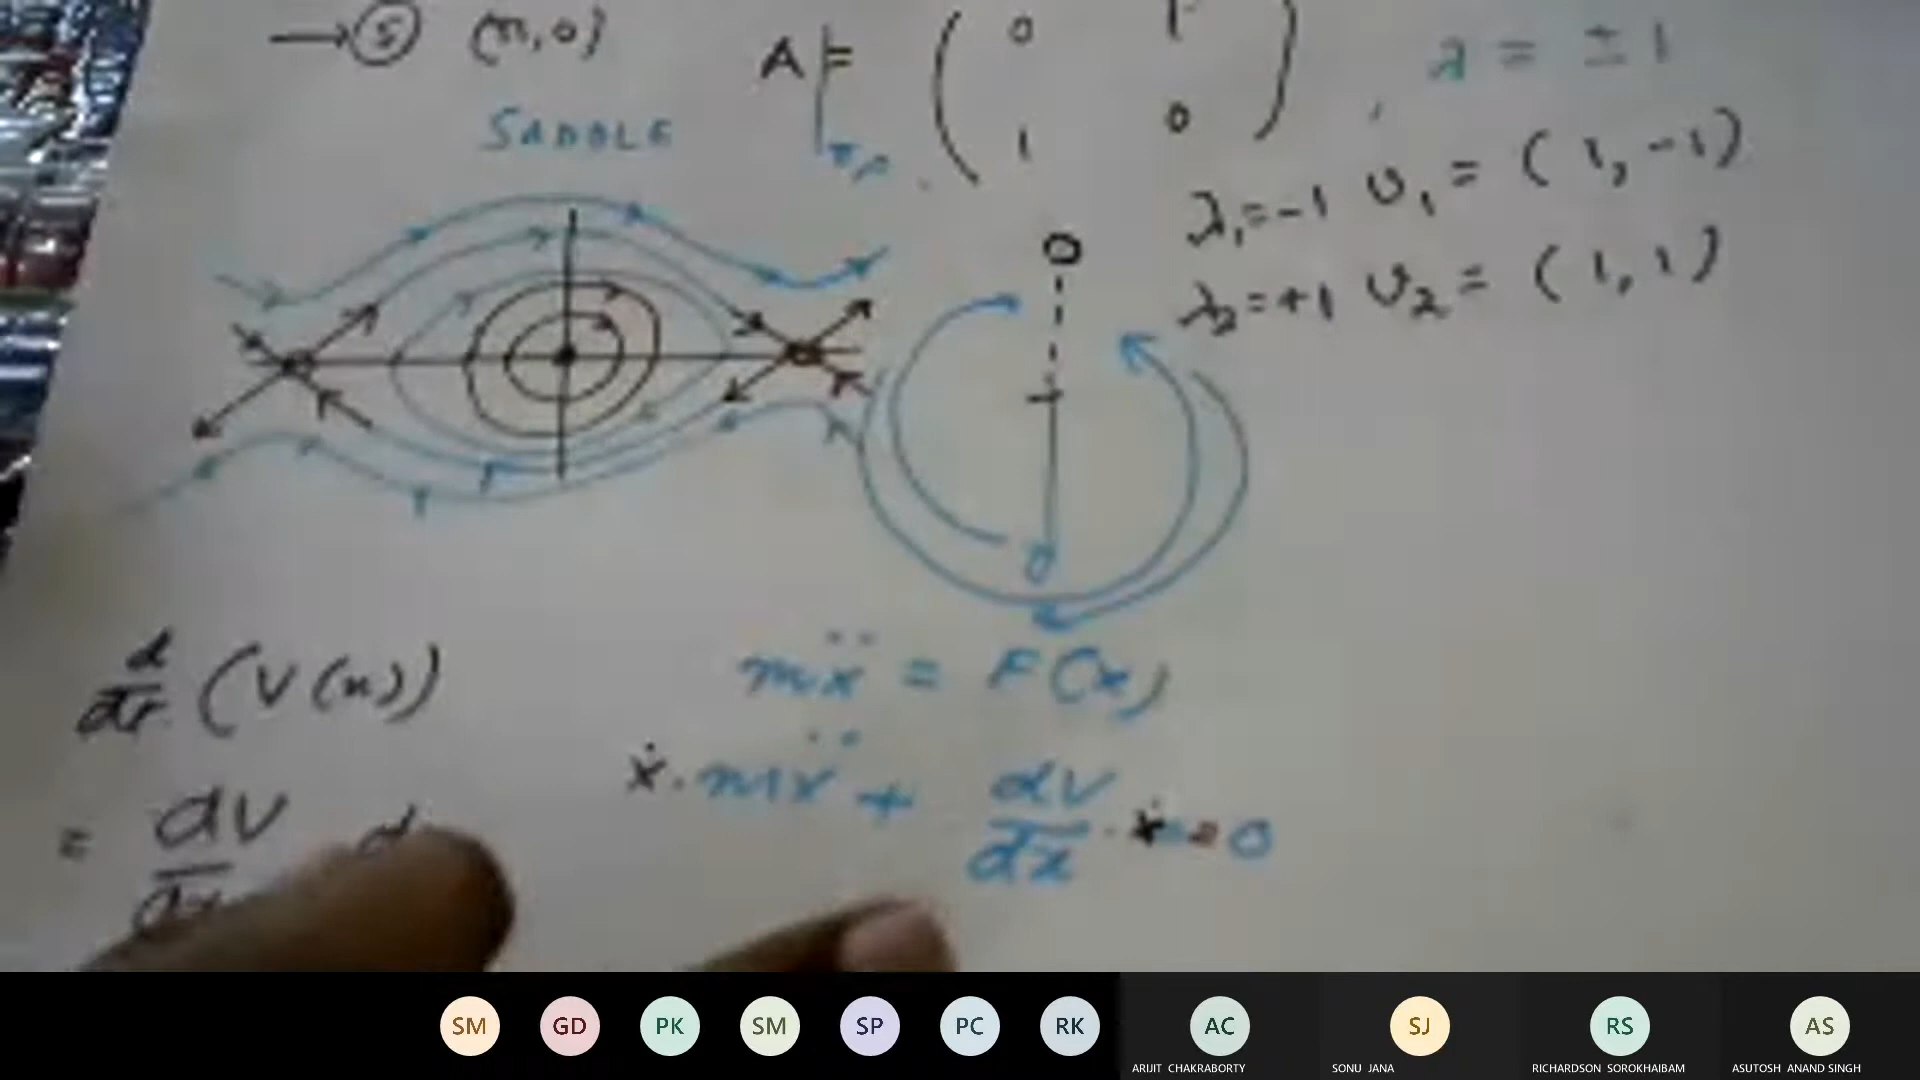 → (5) (π, 0)
A| = ( 0 1
1 0 )
π,0
λ = ± 1
SADDLE
λ₁ = -1 v₁ = (1, -1)
λ₂ = +1 v₂ = (1, 1)
mẍ = F(x)
d/dt (V(x))
ẋ · mẍ + dV/dx · ẋ = 0
= dV/dx d
SM GD PK SM SP PC RK AC SJ RS AS
ARIJIT CHAKRABORTY
SONU JANA
RICHARDSON SOROKHAIBAM
ASUTOSH ANAND SINGH